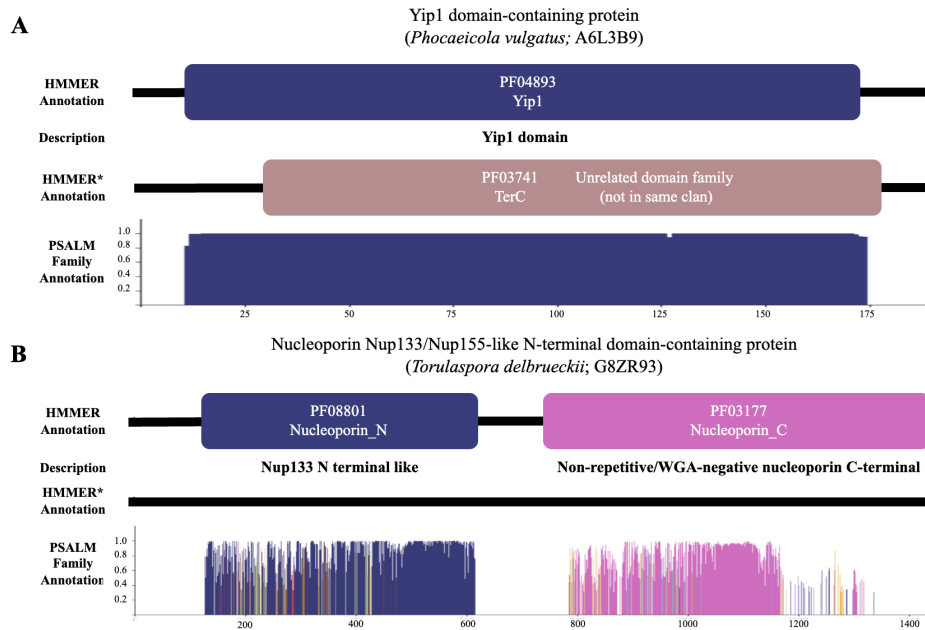 A
Yip1 domain-containing protein
(Phocaeicola vulgatus; A6L3B9)
HMMER
Annotation
PF04893
Yip1
Description
Yip1 domain
HMMER*
Annotation
PF03741
TerC
Unrelated domain family
(not in same clan)
PSALM
Family
Annotation
1.0
0.8
0.6
0.4
0.2
25
50
75
100
125
150
175
B
Nucleoporin Nup133/Nup155-like N-terminal domain-containing protein
(Torulaspora delbrueckii; G8ZR93)
HMMER
Annotation
PF08801
Nucleoporin_N
PF03177
Nucleoporin_C
Description
Nup133 N terminal like
Non-repetitive/WGA-negative nucleoporin C-terminal
HMMER*
Annotation
PSALM
Family
Annotation
1.0
0.8
0.6
0.4
0.2
200
400
600
800
1000
1200
1400